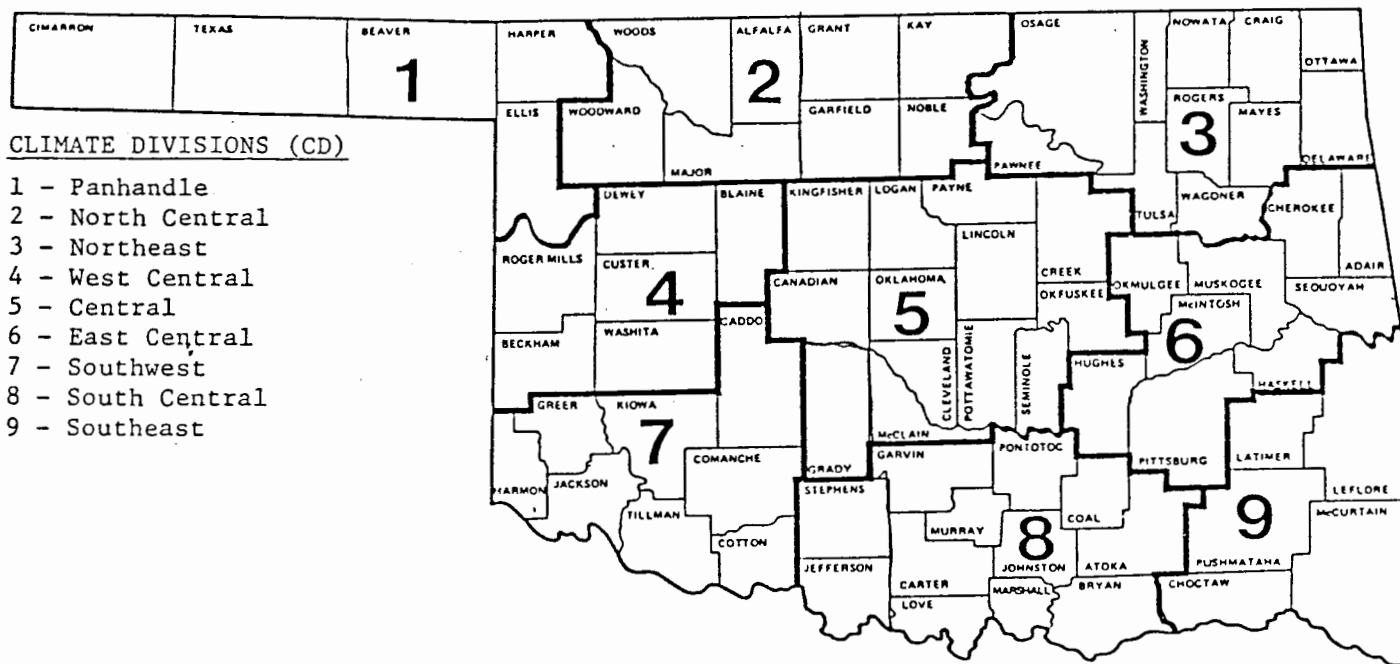 CIMARRON
TEXAS
BEAVER
HARPER
WOODS
ALFALFA
GRANT
KAY
OSAGE
WASHINGTON
NOWATA
CRAIG
OTTAWA
1
2
3
ELLIS
WOODWARD
GARFIELD
NOBLE
ROGERS
MAYES
MAJOR
PAWNEE
DELAWARE
CLIMATE DIVISIONS (CD)
1 - Panhandle
2 - North Central
3 - Northeast
4 - West Central
5 - Central
6 - East Central
7 - Southwest
8 - South Central
9 - Southeast
DEWEY
BLAINE
KINGFISHER
LOGAN
PAYNE
TULSA
WAGONER
CHEROKEE
LINCOLN
ROGER MILLS
CUSTER
CANADIAN
OKLAHOMA
CREEK
OKMULGEE
MUSKOGEE
ADAIR
SEQUOYAH
4
5
6
OKFUSKEE
McINTOSH
CADDO
WASHITA
BECKHAM
CLEVELAND
POTTAWATOMIE
SEMINOLE
HUGHES
HASKELL
GREER
KIOWA
7
McCLAIN
GARVIN
PONTOTOC
COMANCHE
GRADY
PITTSBURG
LATIMER
HARMON
JACKSON
STEPHENS
LEFLORE
TILLMAN
MURRAY
COAL
McCURTAIN
8
9
COTTON
JEFFERSON
JOHNSTON
ATOKA
PUSHMATAHA
CARTER
MARSHALL
BRYAN
CHOCTAW
LOVE